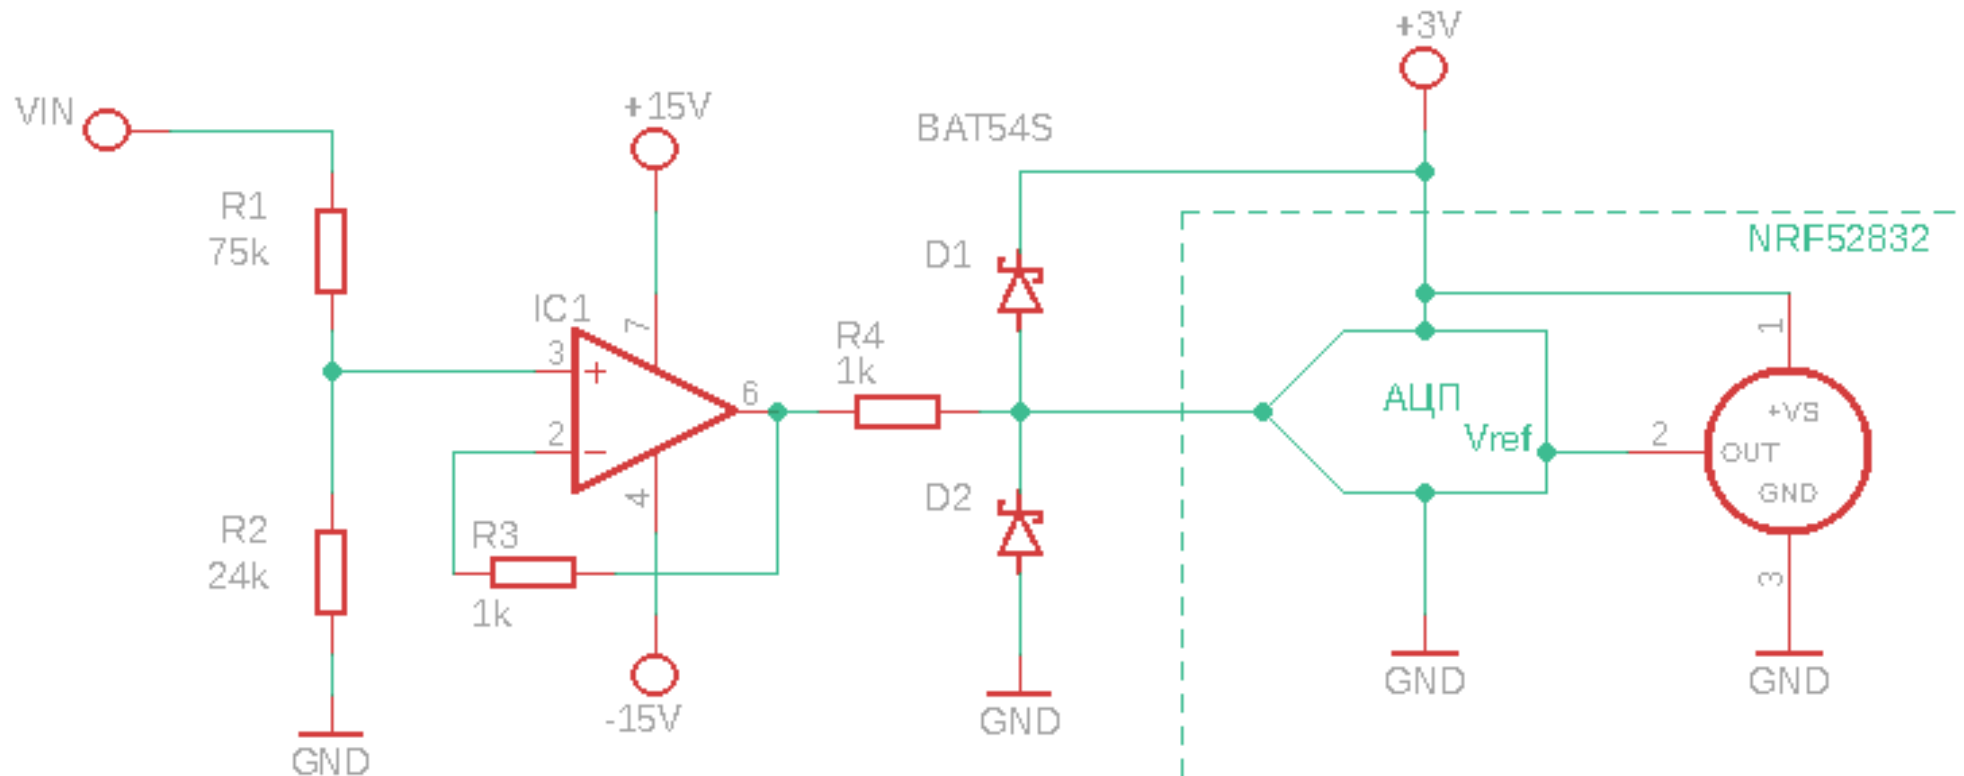 +3V
VIN
+15V
BAT54S
R1
75k
NRF52832
D1
IC1
7
R4
1k
3
+
6
1
2
−
АЦП
+VS
Vref
2
OUT
GND
4
D2
R3
1k
R2
24k
3
-15V
GND
GND
GND
GND